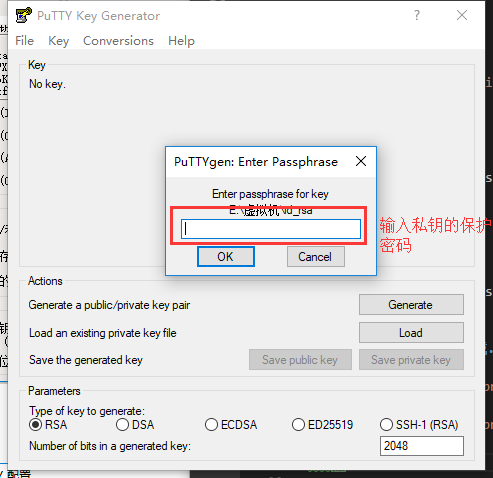 PuTTY Key Generator
File Key Conversions Help
Key
No key.
PuTTYgen: Enter Passphrase
Enter passphrase for key
E:\虚拟机\id_rsa
输入私钥的保护
密码
OK Cancel
Actions
Generate a public/private key pair
Generate
Load an existing private key file
Load
Save the generated key
Save public key Save private key
Parameters
Type of key to generate:
RSA DSA ECDSA ED25519 SSH-1 (RSA)
Number of bits in a generated key:
2048
配置